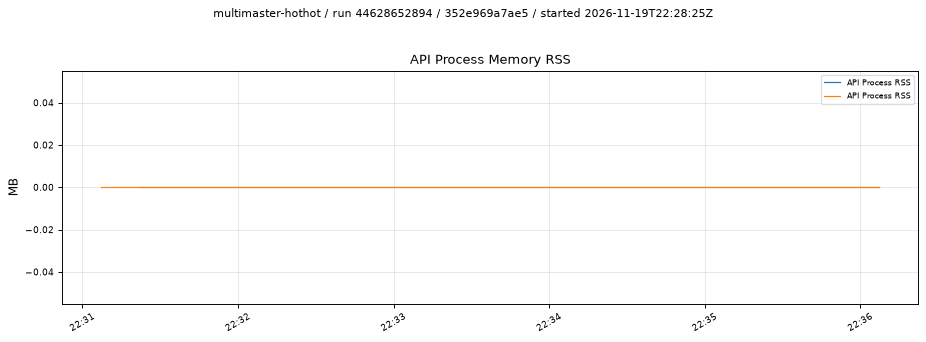 multimaster-hothot / run 44628652894 / 352e969a7ae5 / started 2026-11-19T22:28:25Z
API Process Memory RSS
API Process RSS
API Process RSS
MB
0.04
0.02
0.00
−0.02
−0.04
22:31
22:32
22:33
22:34
22:35
22:36